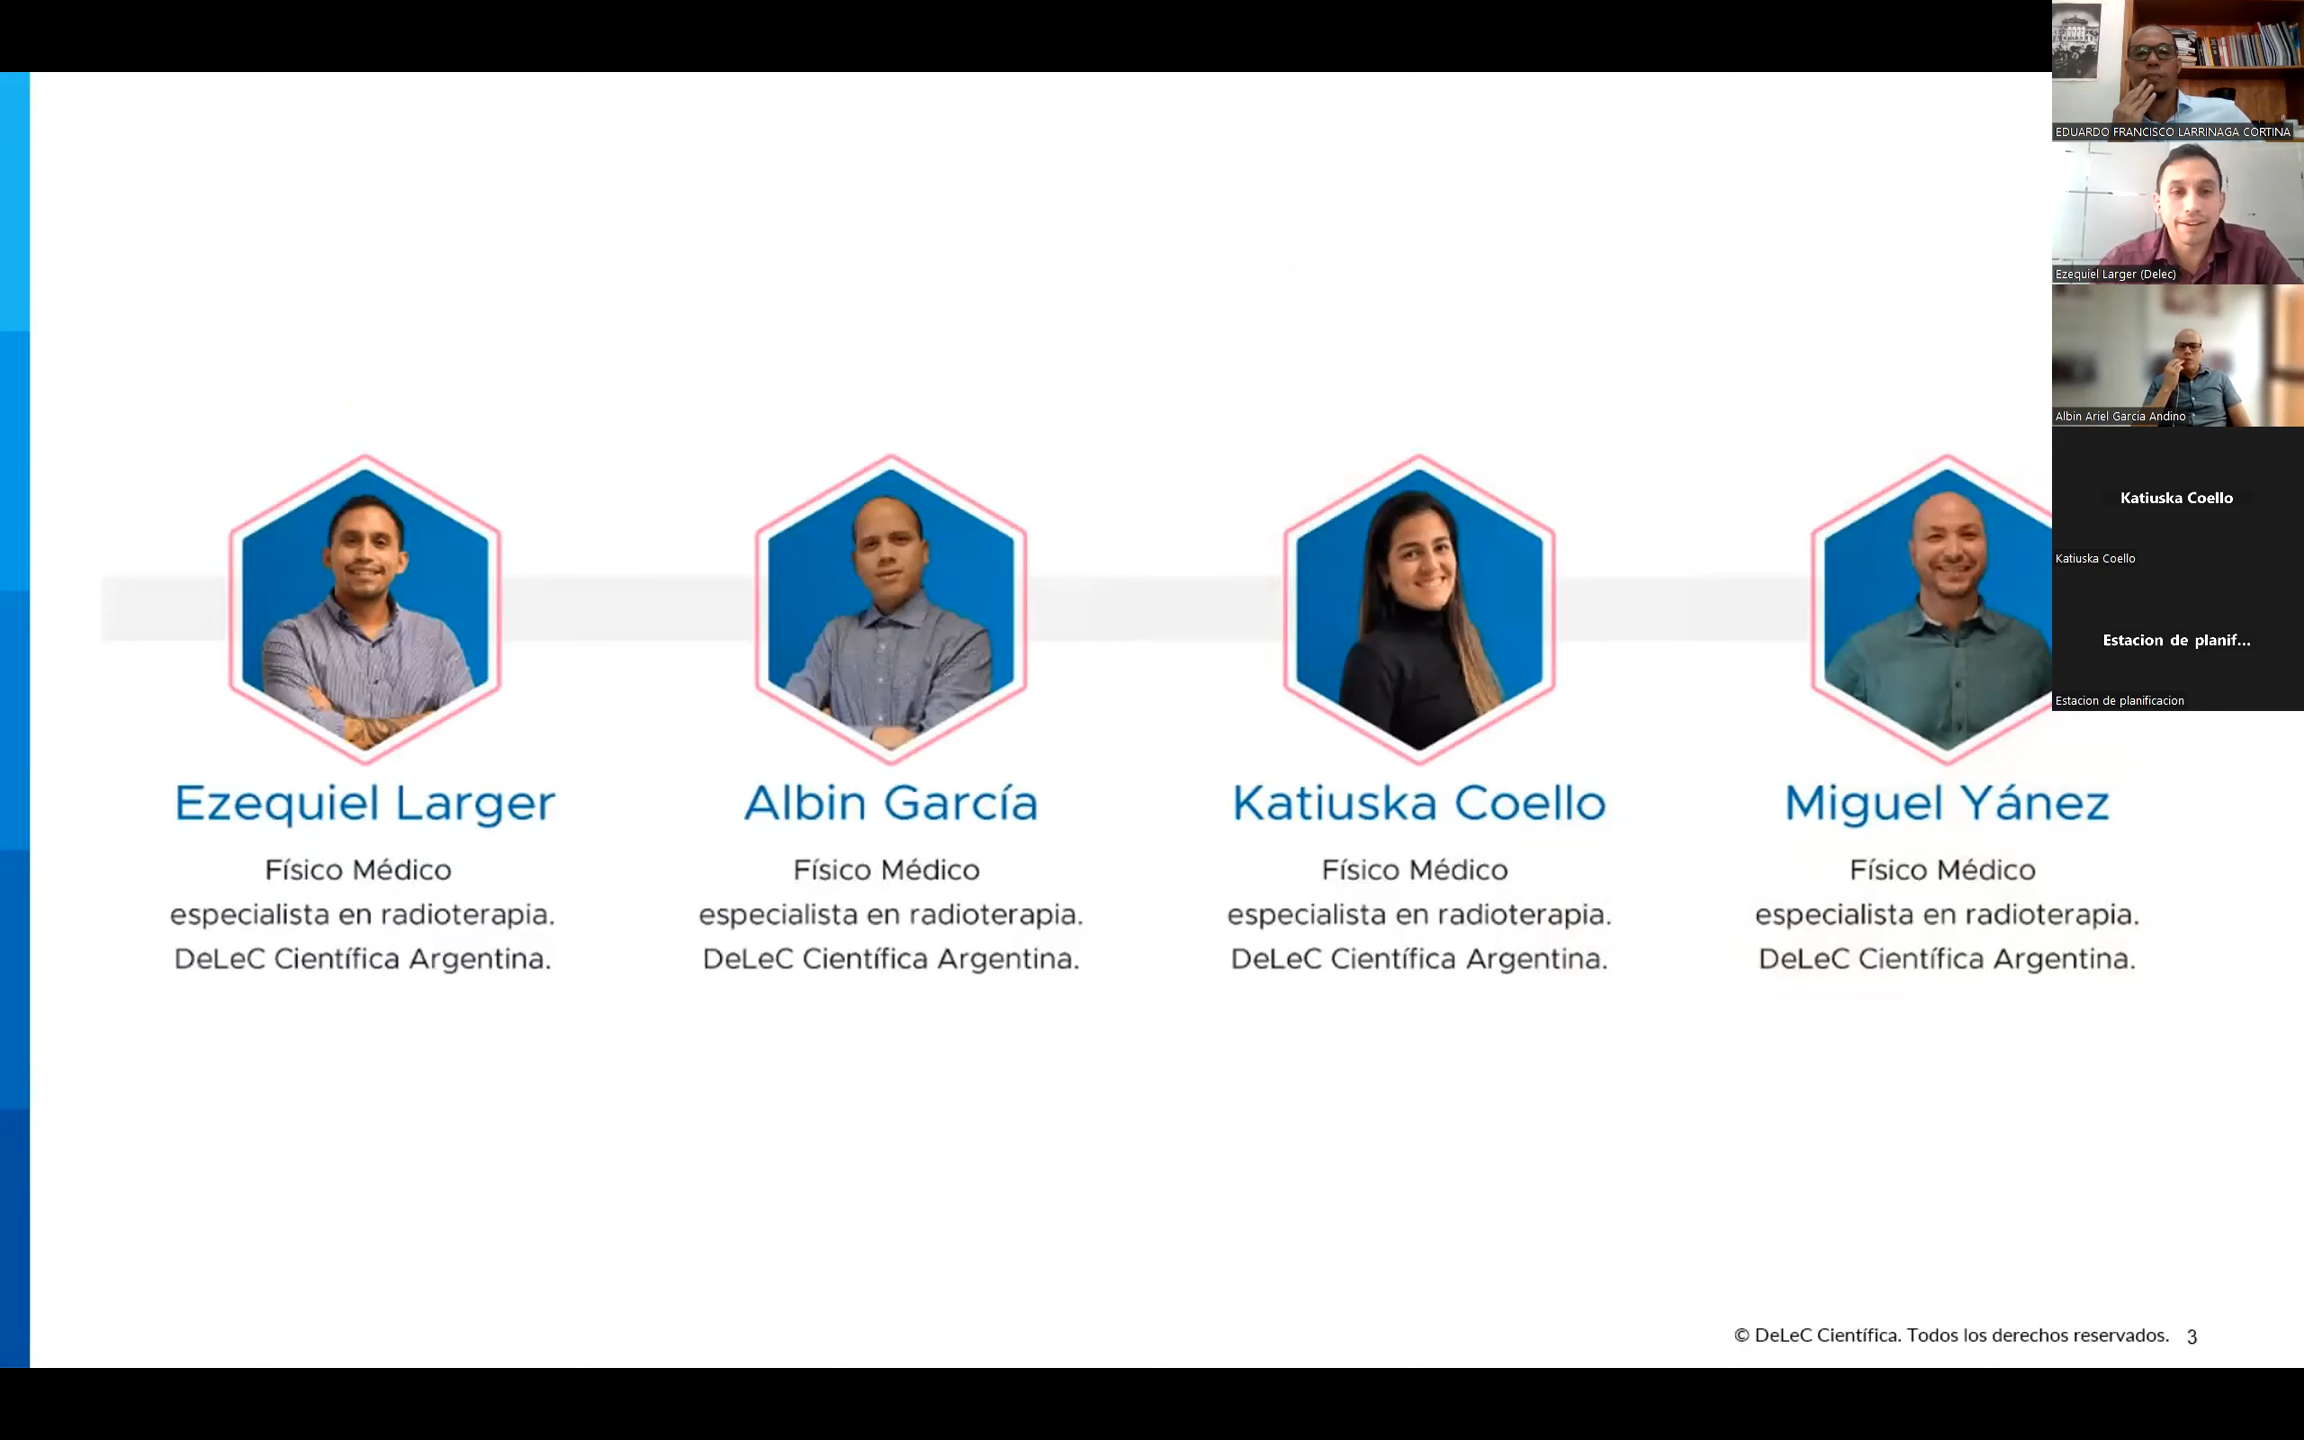 EDUARDO FRANCISCO LARRINAGA CORTINA
Ezequiel Larger (Delec)
Albin Ariel García Andino
Katiuska Coello
Katiuska Coello
Estacion de planif...
Estacion de planificacion
Ezequiel Larger
Físico Médico
especialista en radioterapia.
DeLeC Científica Argentina.
Albin García
Físico Médico
especialista en radioterapia.
DeLeC Científica Argentina.
Katiuska Coello
Físico Médico
especialista en radioterapia.
DeLeC Científica Argentina.
Miguel Yánez
Físico Médico
especialista en radioterapia.
DeLeC Científica Argentina.
© DeLeC Científica. Todos los derechos reservados. 3